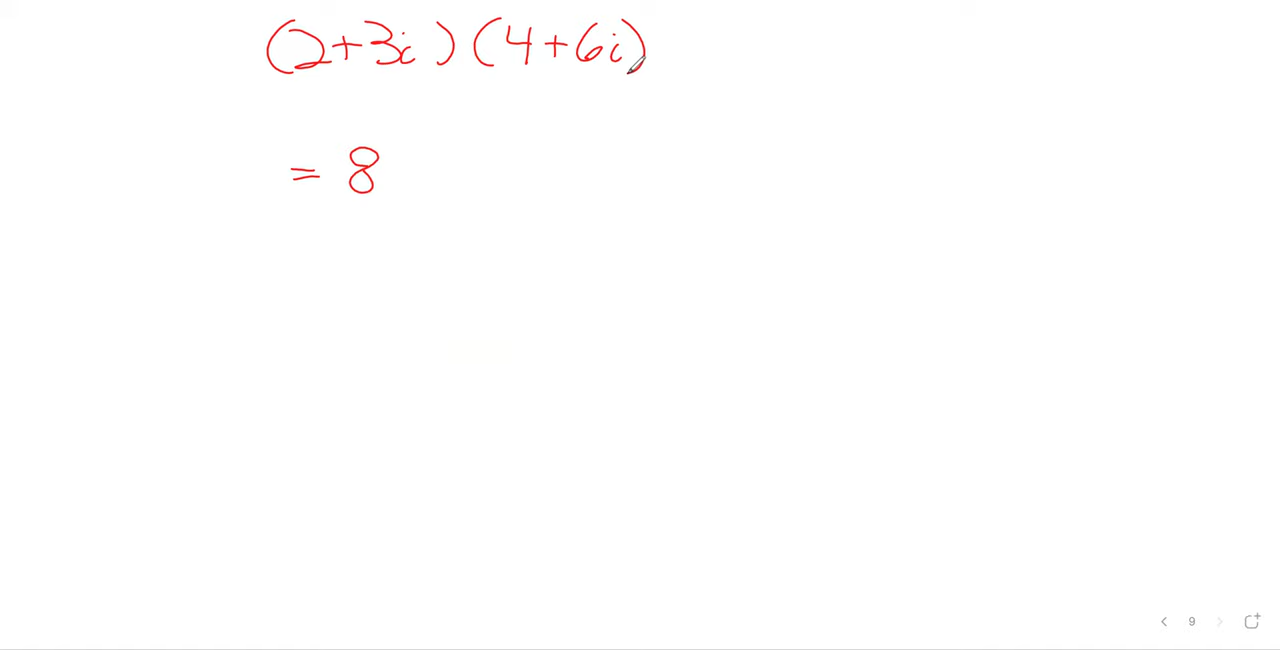 (2+3i)(4+6i)
= 8
9